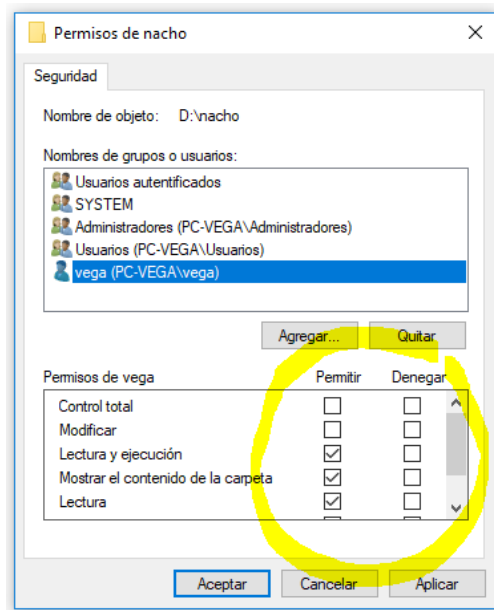 Permisos de nacho
Seguridad
Nombre de objeto: D:\nacho
Nombres de grupos o usuarios:
Usuarios autentificados
SYSTEM
Administradores (PC-VEGA\Administradores)
Usuarios (PC-VEGA\Usuarios)
vega (PC-VEGA\vega)
Agregar... Quitar
Permisos de vega Permitir Denegar
Control total
Modificar
Lectura y ejecución
Mostrar el contenido de la carpeta
Lectura
Aceptar Cancelar Aplicar